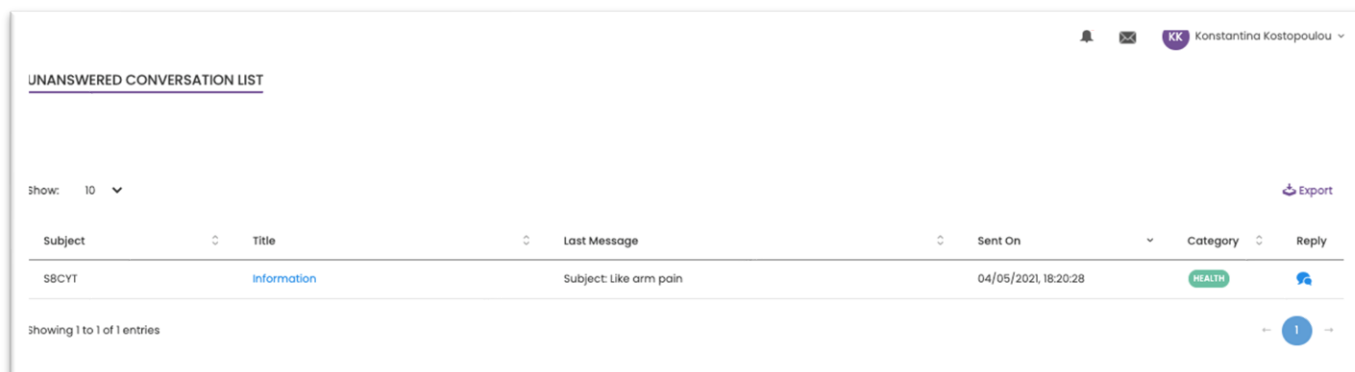 KK Konstantina Kostopoulou
UNANSWERED CONVERSATION LIST
Show: 10
Export
Subject Title Last Message Sent On Category Reply
S8CYT Information Subject: Like arm pain 04/05/2021, 18:20:28 HEALTH
Showing 1 to 1 of 1 entries
← 1 →